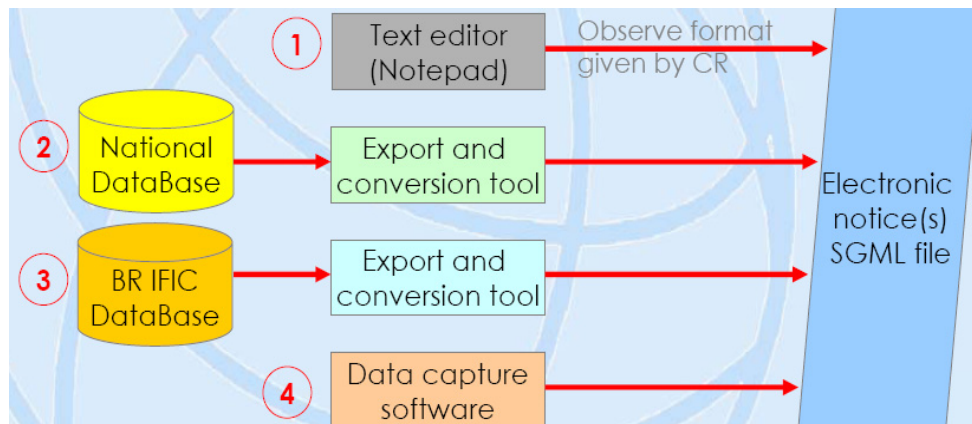 1
Text editor
(Notepad)
Observe format
given by CR
2
National
DataBase
Export and
conversion tool
Electronic
notice(s)
SGML file
3
BR IFIC
DataBase
Export and
conversion tool
4
Data capture
software